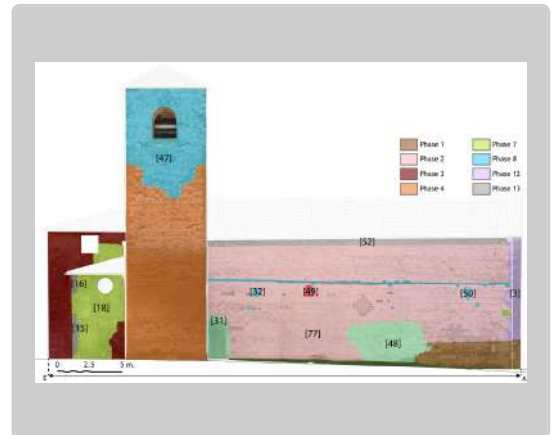 [47]
Phase 1 Phase 7
Phase 2 Phase 8
Phase 3 Phase 12
Phase 4 Phase 13
[52]
[16] [32] [49] [50] [3]
[18] [31]
[15] [77] [48]
0 2.5 5 m.
A